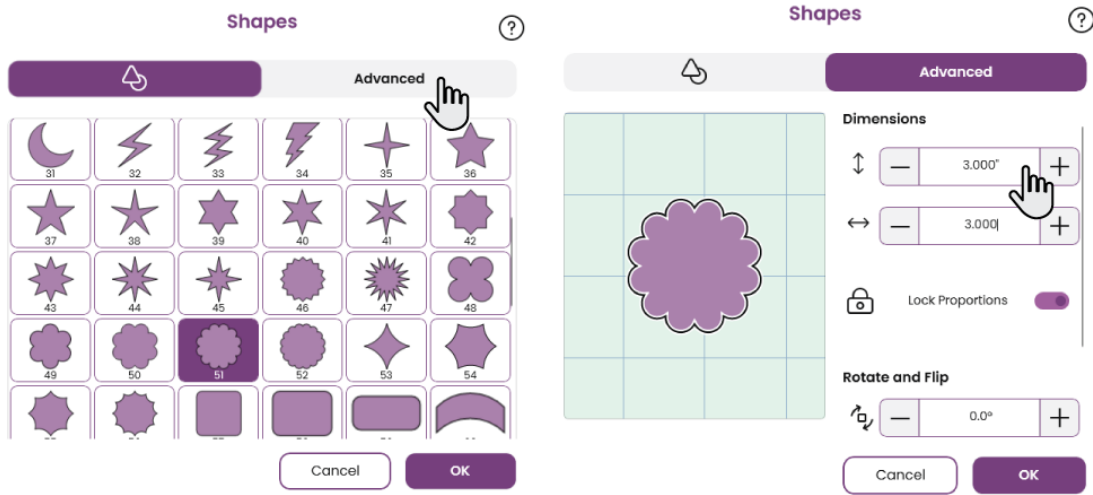 Shapes
?
Advanced
31 32 33 34 35 36
37 38 39 40 41 42
43 44 45 46 47 48
49 50 51 52 53 54
Cancel OK
Shapes
?
Advanced
Dimensions
— 3.000" +
— 3.000 +
Lock Proportions
Rotate and Flip
— 0.0° +
Cancel OK